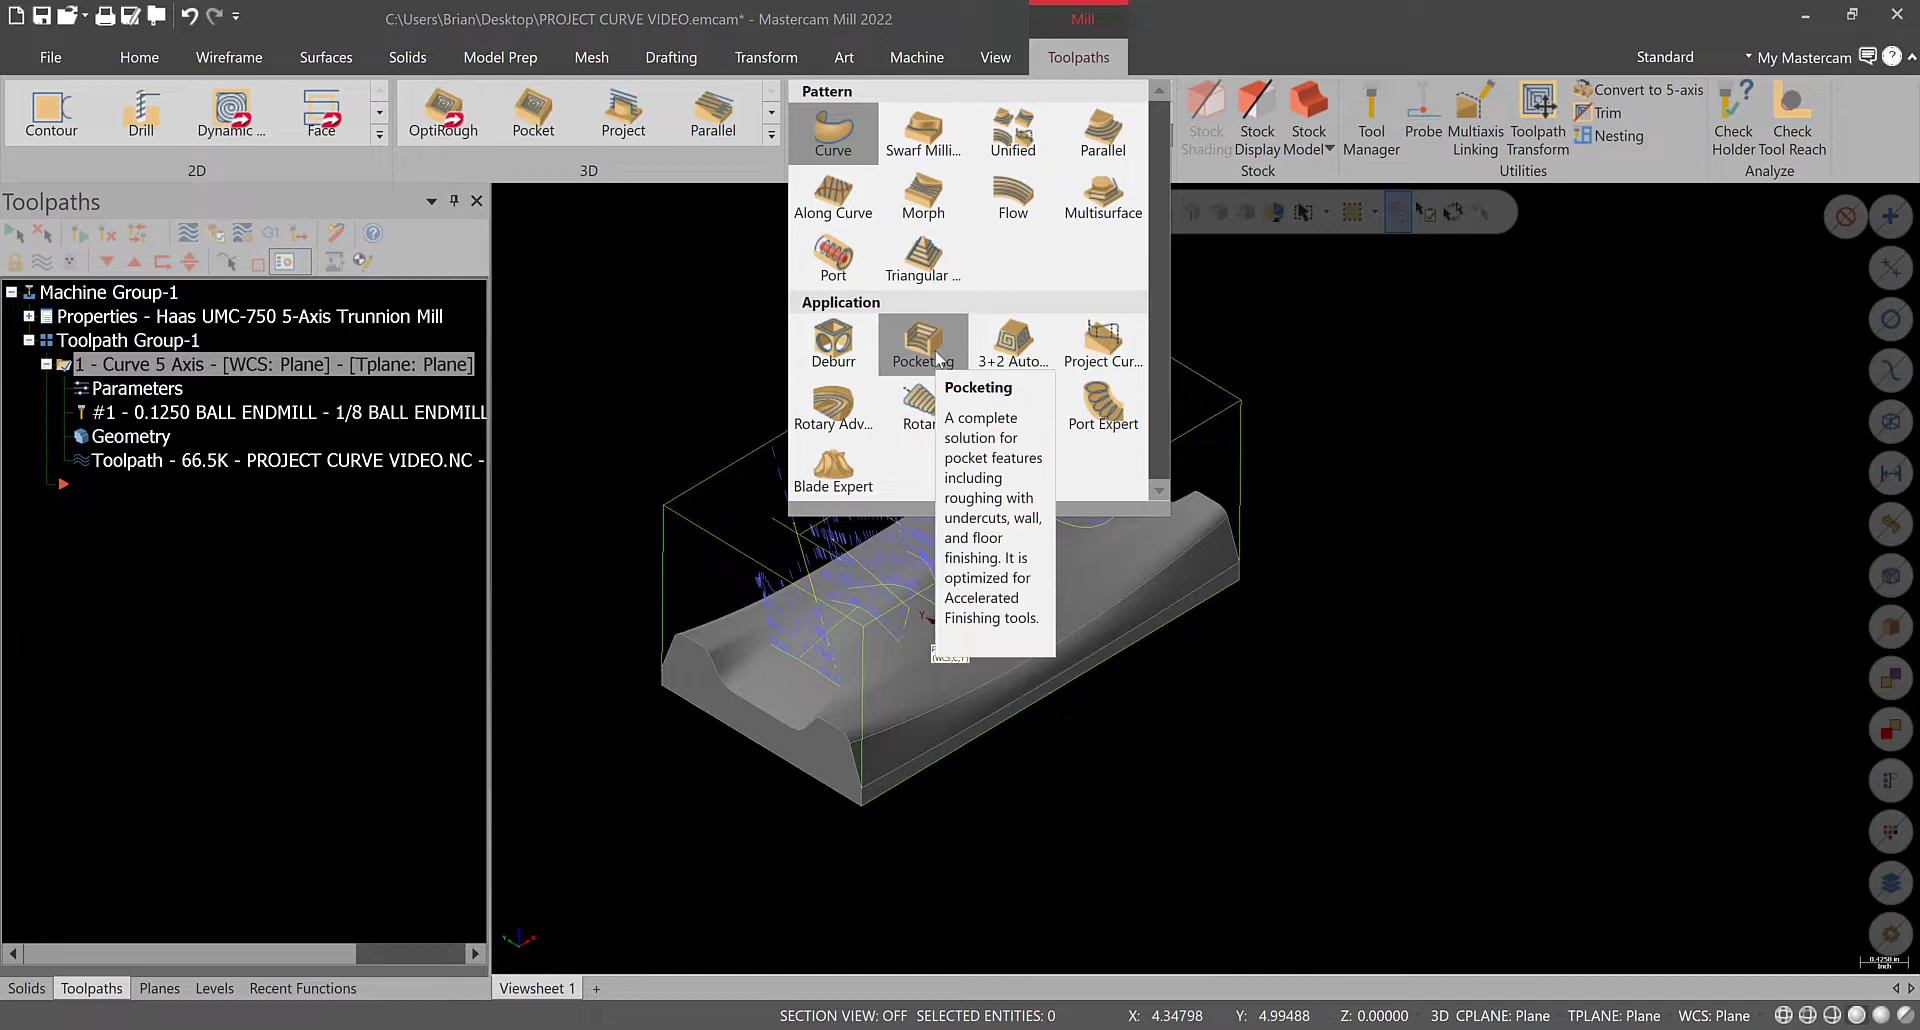 C:\Users\Brian\Desktop\PROJECT CURVE VIDEO.emcam* - Mastercam Mill 2022
Mill
File Home Wireframe Surfaces Solids Model Prep Mesh Drafting Transform Art Machine View Toolpaths
Standard My Mastercam
Contour Drill Dynamic ... Face
2D
OptiRough Pocket Project Parallel
3D
Pattern
Curve Swarf Milli... Unified Parallel
Along Curve Morph Flow Multisurface
Port Triangular ...
Application
Deburr Pocketing 3+2 Auto... Project Cur...
Rotary Adv... Rota Port Expert
Blade Expert
Pocketing
A complete
solution for
pocket features
including
roughing with
undercuts, wall,
and floor
finishing. It is
optimized for
Accelerated
Finishing tools.
Stock Shading Stock Display Stock Model
Stock
Tool Manager Probe Multiaxis Linking Toolpath Transform
Convert to 5-axis
Trim
Nesting
Utilities
Check Holder Check Tool Reach
Analyze
Toolpaths
G1
Machine Group-1
Properties - Haas UMC-750 5-Axis Trunnion Mill
Toolpath Group-1
1 - Curve 5 Axis - [WCS: Plane] - [Tplane: Plane]
Parameters
#1 - 0.1250 BALL ENDMILL - 1/8 BALL ENDMILL
Geometry
Toolpath - 66.5K - PROJECT CURVE VIDEO.NC -
Y
0.4250 in
Inch
Solids Toolpaths Planes Levels Recent Functions
Viewsheet 1 +
SECTION VIEW: OFF SELECTED ENTITIES: 0 X: 4.34798 Y: 4.99488 Z: 0.00000 3D CPLANE: Plane TPLANE: Plane WCS: Plane